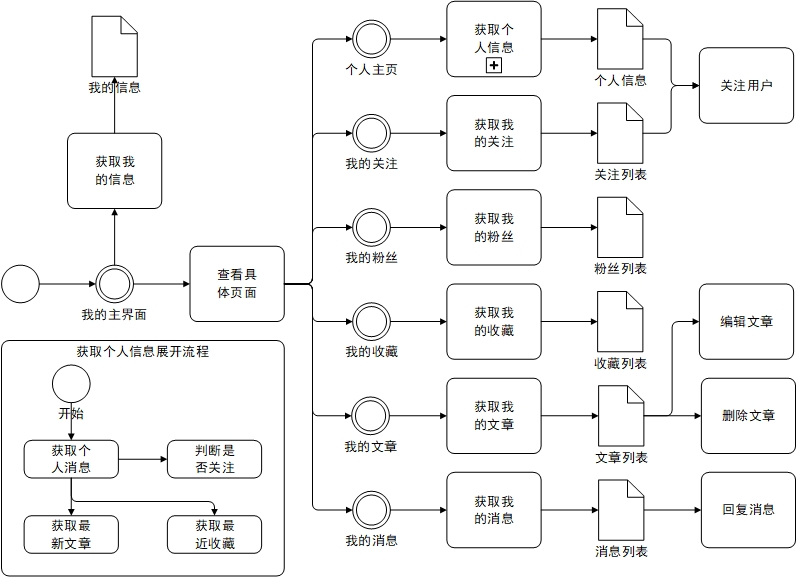 我的信息
获取我
的信息
我的主界面
查看具
体页面
个人主页
获取个
人信息
个人信息
关注用户
我的关注
获取我
的关注
关注列表
我的粉丝
获取我
的粉丝
粉丝列表
我的收藏
获取我
的收藏
收藏列表
编辑文章
我的文章
获取我
的文章
文章列表
删除文章
我的消息
获取我
的消息
消息列表
回复消息
获取个人信息展开流程
开始
获取个
人消息
判断是
否关注
获取最
新文章
获取最
近收藏